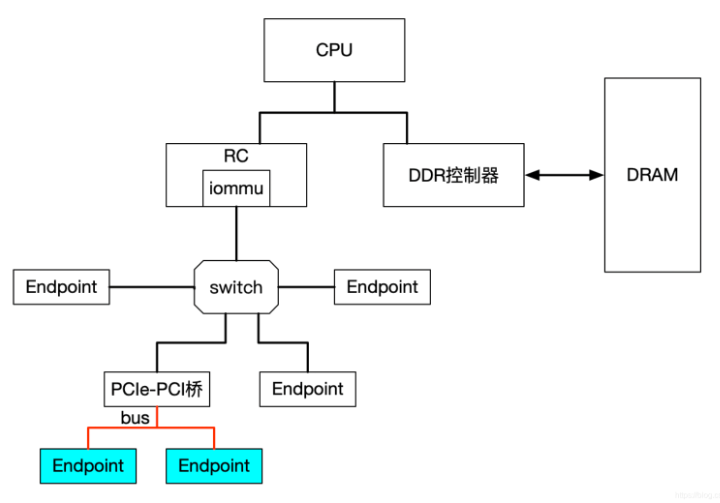 CPU
RC
iommu
DDR控制器
DRAM
Endpoint
switch
Endpoint
PCIe-PCI桥
Endpoint
bus
Endpoint
Endpoint